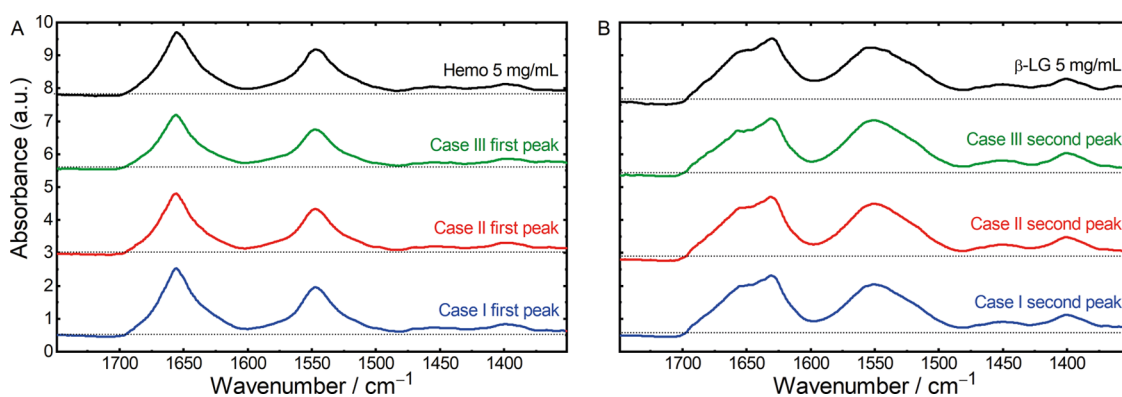 A
10
9
8
7
6
5
4
3
2
1
0
Absorbance (a.u.)
Hemo 5 mg/mL
Case III first peak
Case II first peak
Case I first peak
1700 1650 1600 1550 1500 1450 1400
Wavenumber / cm⁻¹
B
β-LG 5 mg/mL
Case III second peak
Case II second peak
Case I second peak
1700 1650 1600 1550 1500 1450 1400
Wavenumber / cm⁻¹